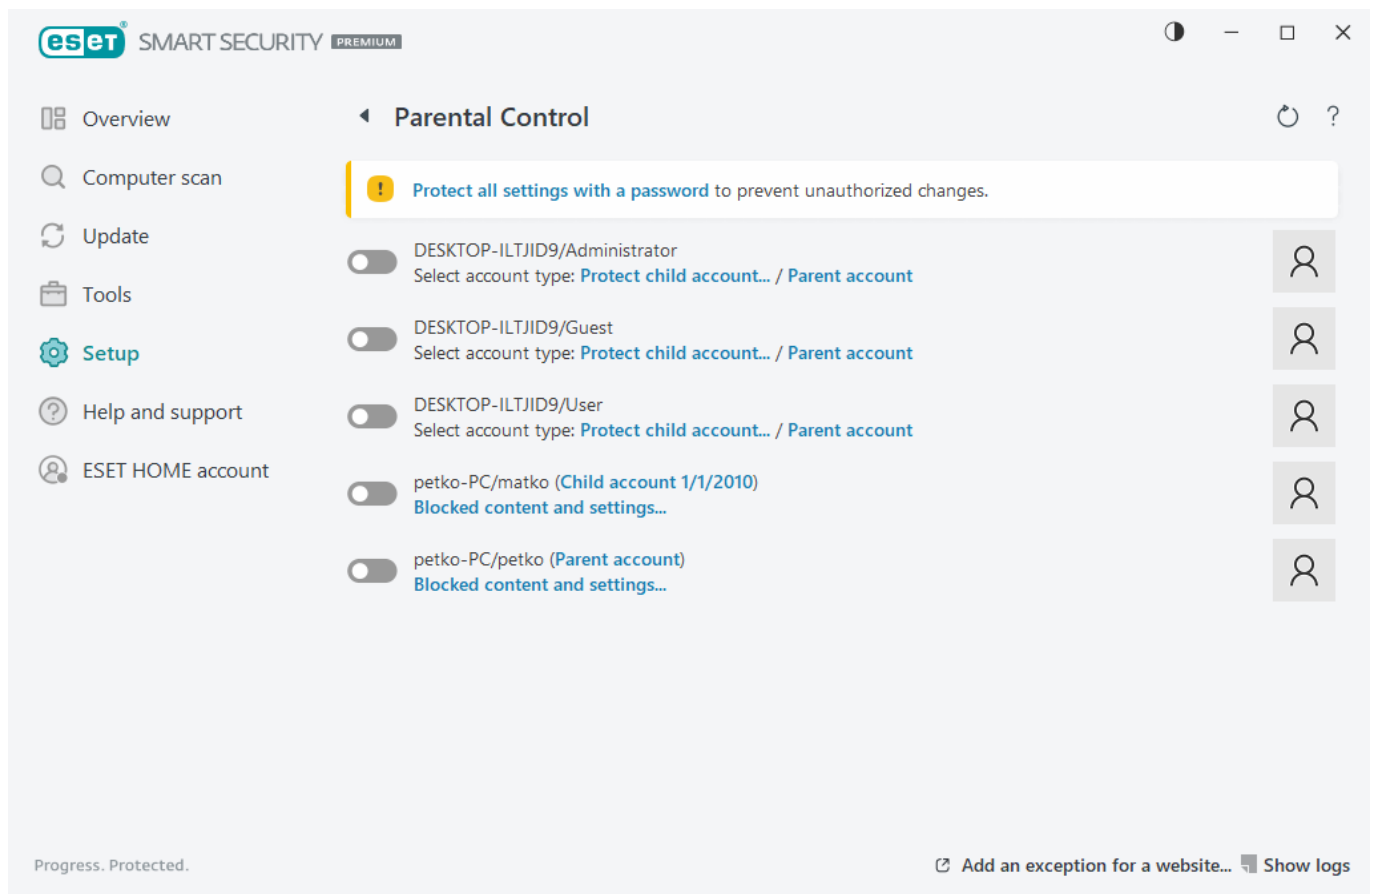 eseT® SMART SECURITY PREMIUM
Overview
Computer scan
Update
Tools
Setup
Help and support
ESET HOME account
Parental Control
?
! Protect all settings with a password to prevent unauthorized changes.
DESKTOP-ILTJID9/Administrator
Select account type: Protect child account... / Parent account
DESKTOP-ILTJID9/Guest
Select account type: Protect child account... / Parent account
DESKTOP-ILTJID9/User
Select account type: Protect child account... / Parent account
petko-PC/matko (Child account 1/1/2010)
Blocked content and settings...
petko-PC/petko (Parent account)
Blocked content and settings...
Progress. Protected.
Add an exception for a website... Show logs